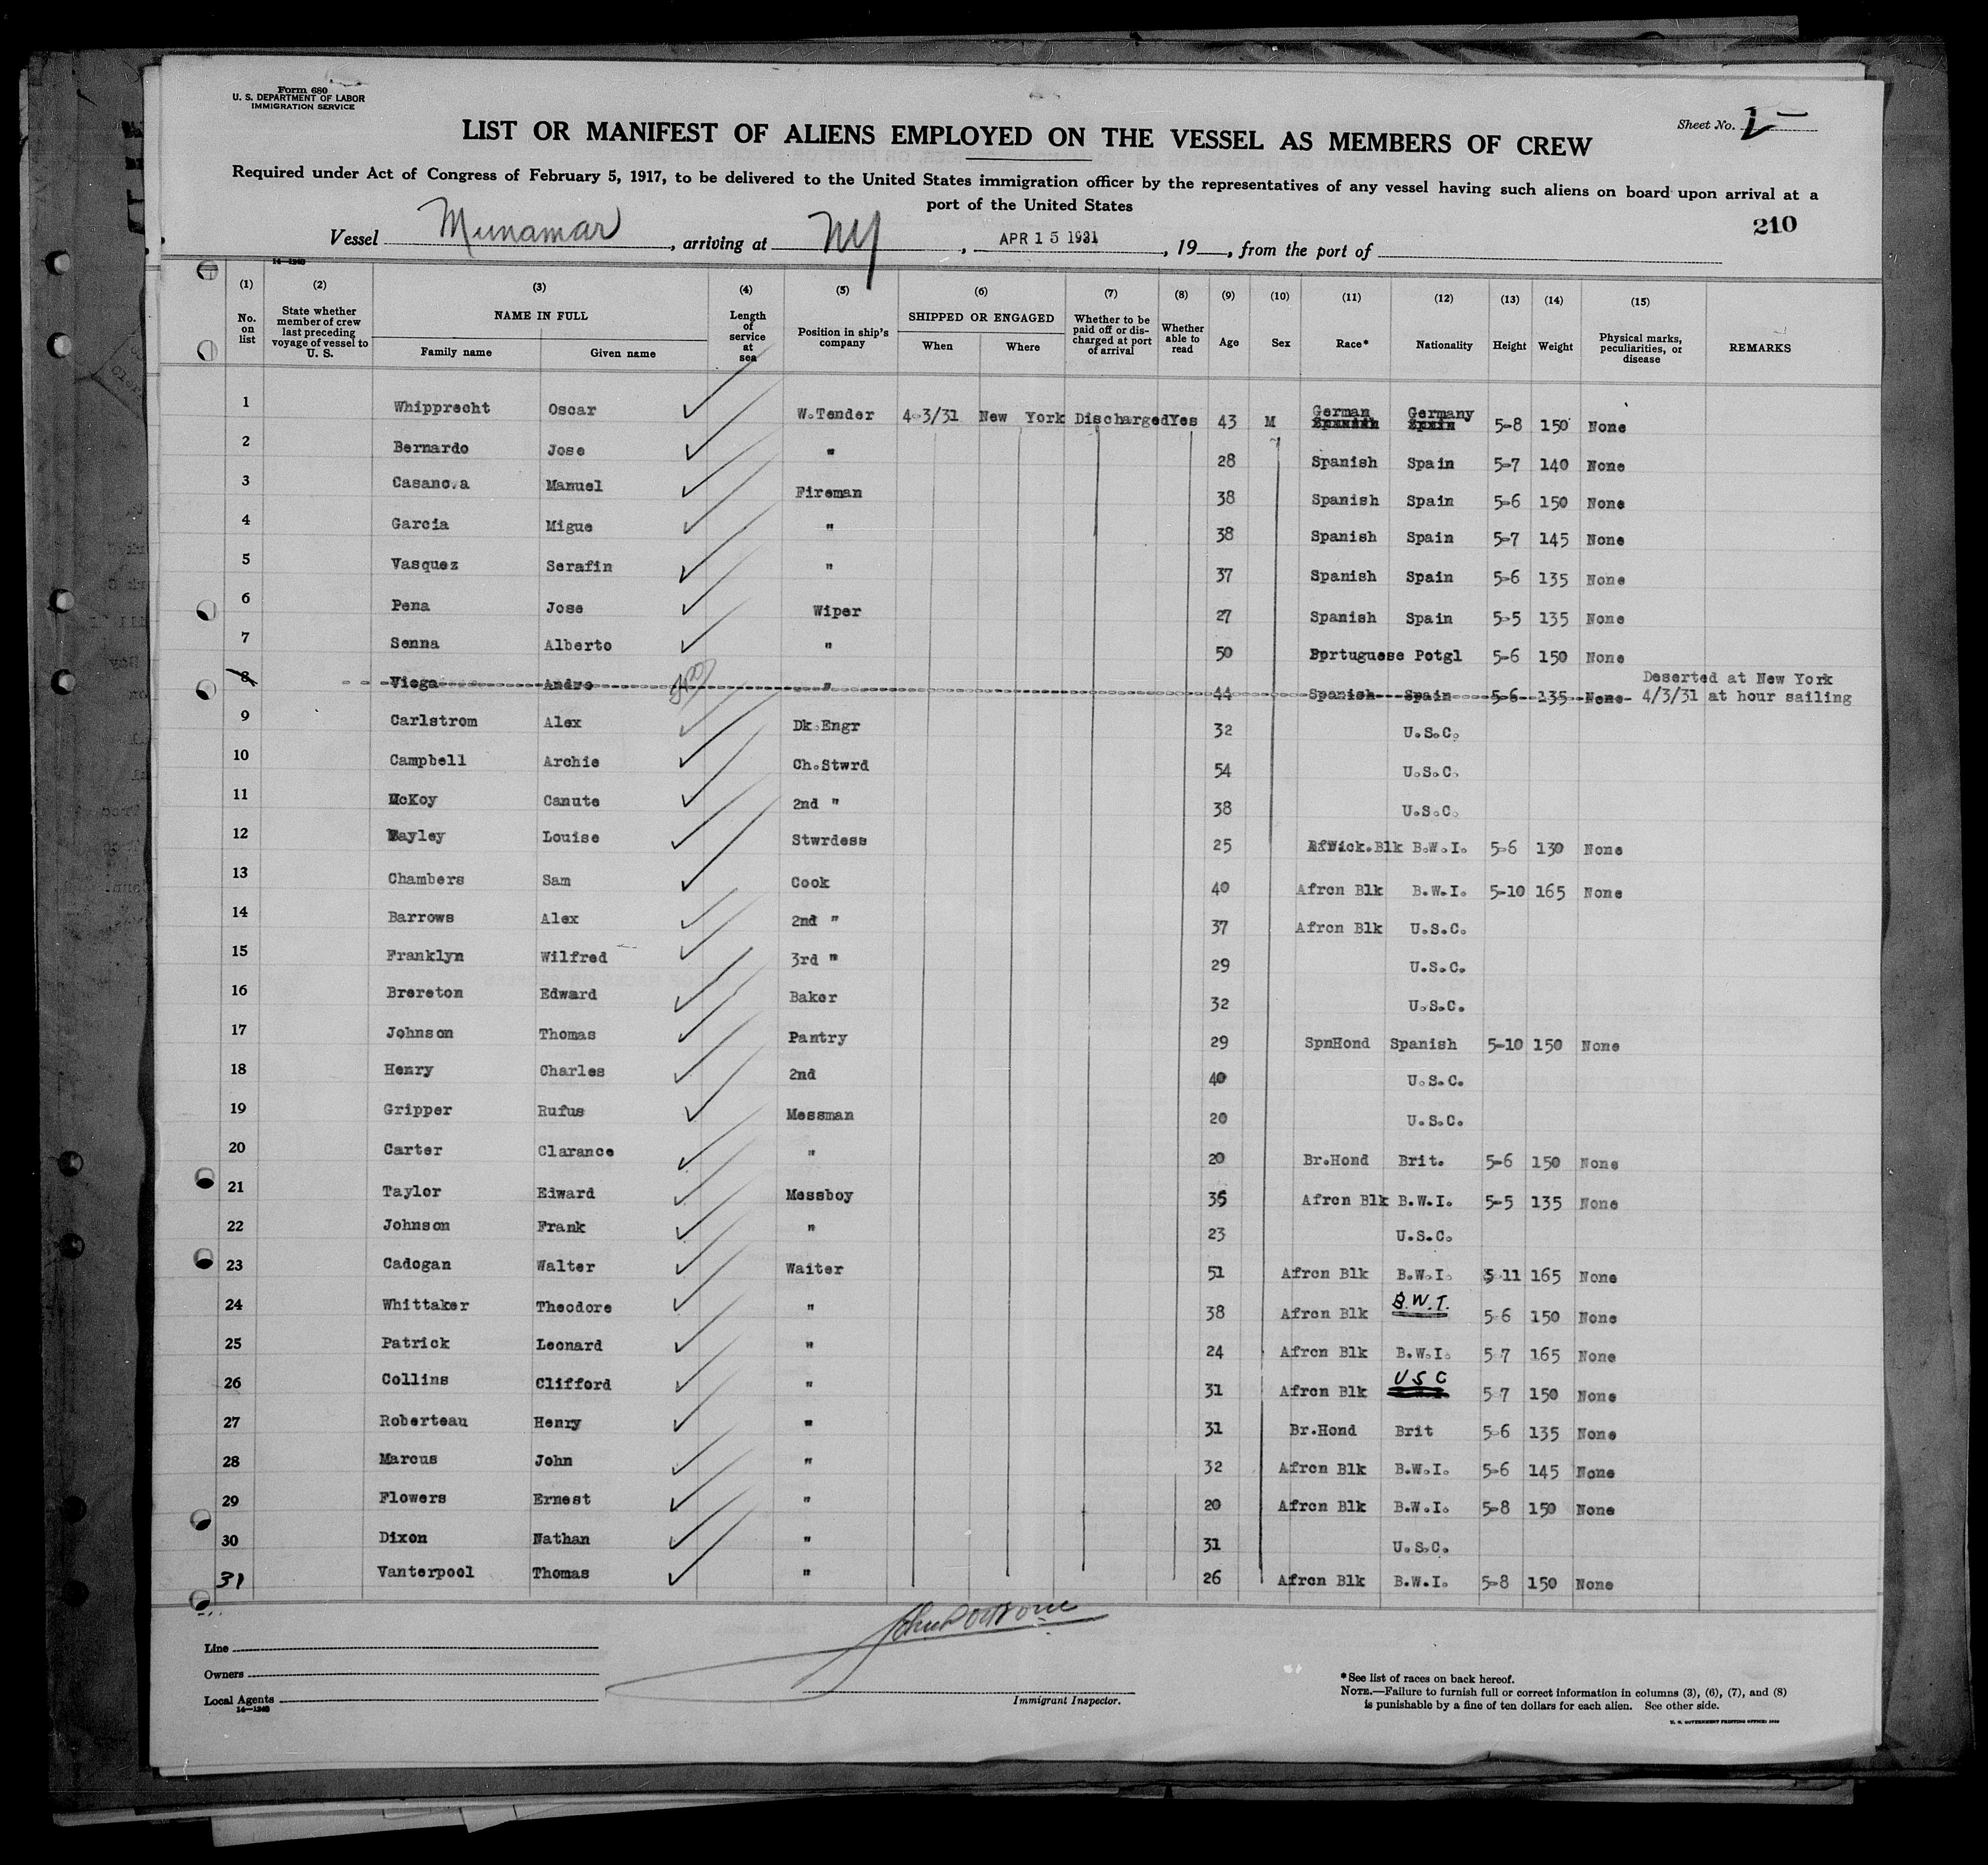 Form 680
U. S. DEPARTMENT OF LABOR
IMMIGRATION SERVICE
Sheet No.
LIST OR MANIFEST OF ALIENS EMPLOYED ON THE VESSEL AS MEMBERS OF CREW
Required under Act of Congress of February 5, 1917, to be delivered to the United States immigration officer by the representatives of any vessel having such aliens on board upon arrival at a
port of the United States
210
Vessel Munamar, arriving at NY, APR 15 1931, 19, from the port of
14—1240
(1) (2) (3) (4) (5) (6) (7) (8) (9) (10) (11) (12) (13) (14) (15)
No. on list State whether member of crew last preceding voyage of vessel to U. S. NAME IN FULL Family name Given name Length of service at sea Position in ship's company SHIPPED OR ENGAGED When Where Whether to be paid off or discharged at port of arrival Whether able to read Age Sex Race* Nationality Height Weight Physical marks, peculiarities, or disease REMARKS
1 Whipprecht Oscar W.Tender 4-3/31 New York Discharged Yes 43 M German Spanish Germany Spain 5-8 150 None
2 Bernardo Jose " 28 Spanish Spain 5-7 140 None
3 Casanova Manuel Fireman 38 Spanish Spain 5-6 150 None
4 Garcia Migue " 38 Spanish Spain 5-7 145 None
5 Vasquez Serafin " 37 Spanish Spain 5-6 135 None
6 Pena Jose Wiper 27 Spanish Spain 5-5 135 None
7 Senna Alberto " 50 Portuguese Potgl 5-6 150 None
8 Viega Andre " 44 Spanish Spain 5-6 135 None Deserted at New York 4/3/31 at hour sailing
9 Carlstrom Alex Dk.Engr 32 U.S.C.
10 Campbell Archie Ch.Stwrd 54 U.S.C.
11 McKoy Canute 2nd " 38 U.S.C.
12 Bayley Louise Stwrdess 25 Blk B.W.I. 5-6 130 None
13 Chambers Sam Cook 40 Afrcn Blk B.W.I. 5-10 165 None
14 Barrows Alex 2nd " 37 Afrcn Blk U.S.C.
15 Franklyn Wilfred 3rd " 29 U.S.C.
16 Brereton Edward Baker 32 U.S.C.
17 Johnson Thomas Pantry 29 SpnHond Spanish 5-10 150 None
18 Henry Charles 2nd 40 U.S.C.
19 Gripper Rufus Messman 20 U.S.C.
20 Carter Clarance " 20 Br.Hond Brit. 5-6 150 None
21 Taylor Edward Messboy 35 Afrcn Blk B.W.I. 5-5 135 None
22 Johnson Frank " 23 U.S.C.
23 Cadogan Walter Waiter 51 Afrcn Blk B.W.I. 5 11 165 None
24 Whittaker Theodore " 38 Afrcn Blk B.W.I. 5 6 150 None
25 Patrick Leonard " 24 Afrcn Blk B.W.I. 5 7 165 None
26 Collins Clifford " 31 Afrcn Blk USC 5 7 150 None
27 Roberteau Henry " 31 Br.Hond Brit 5-6 135 None
28 Marcus John " 32 Afrcn Blk B.W.I. 5-6 145 None
29 Flowers Ernest " 20 Afrcn Blk B.W.I. 5-8 150 None
30 Dixon Nathan " 31 U.S.C.
31 Vanterpool Thomas " 26 Afrcn Blk B.W.I. 5-8 150 None
Line
Owners
Local Agents
14—1240
Immigrant Inspector.
*See list of races on back hereof.
NOTE.—Failure to furnish full or correct information in columns (3), (6), (7), and (8)
is punishable by a fine of ten dollars for each alien. See other side.